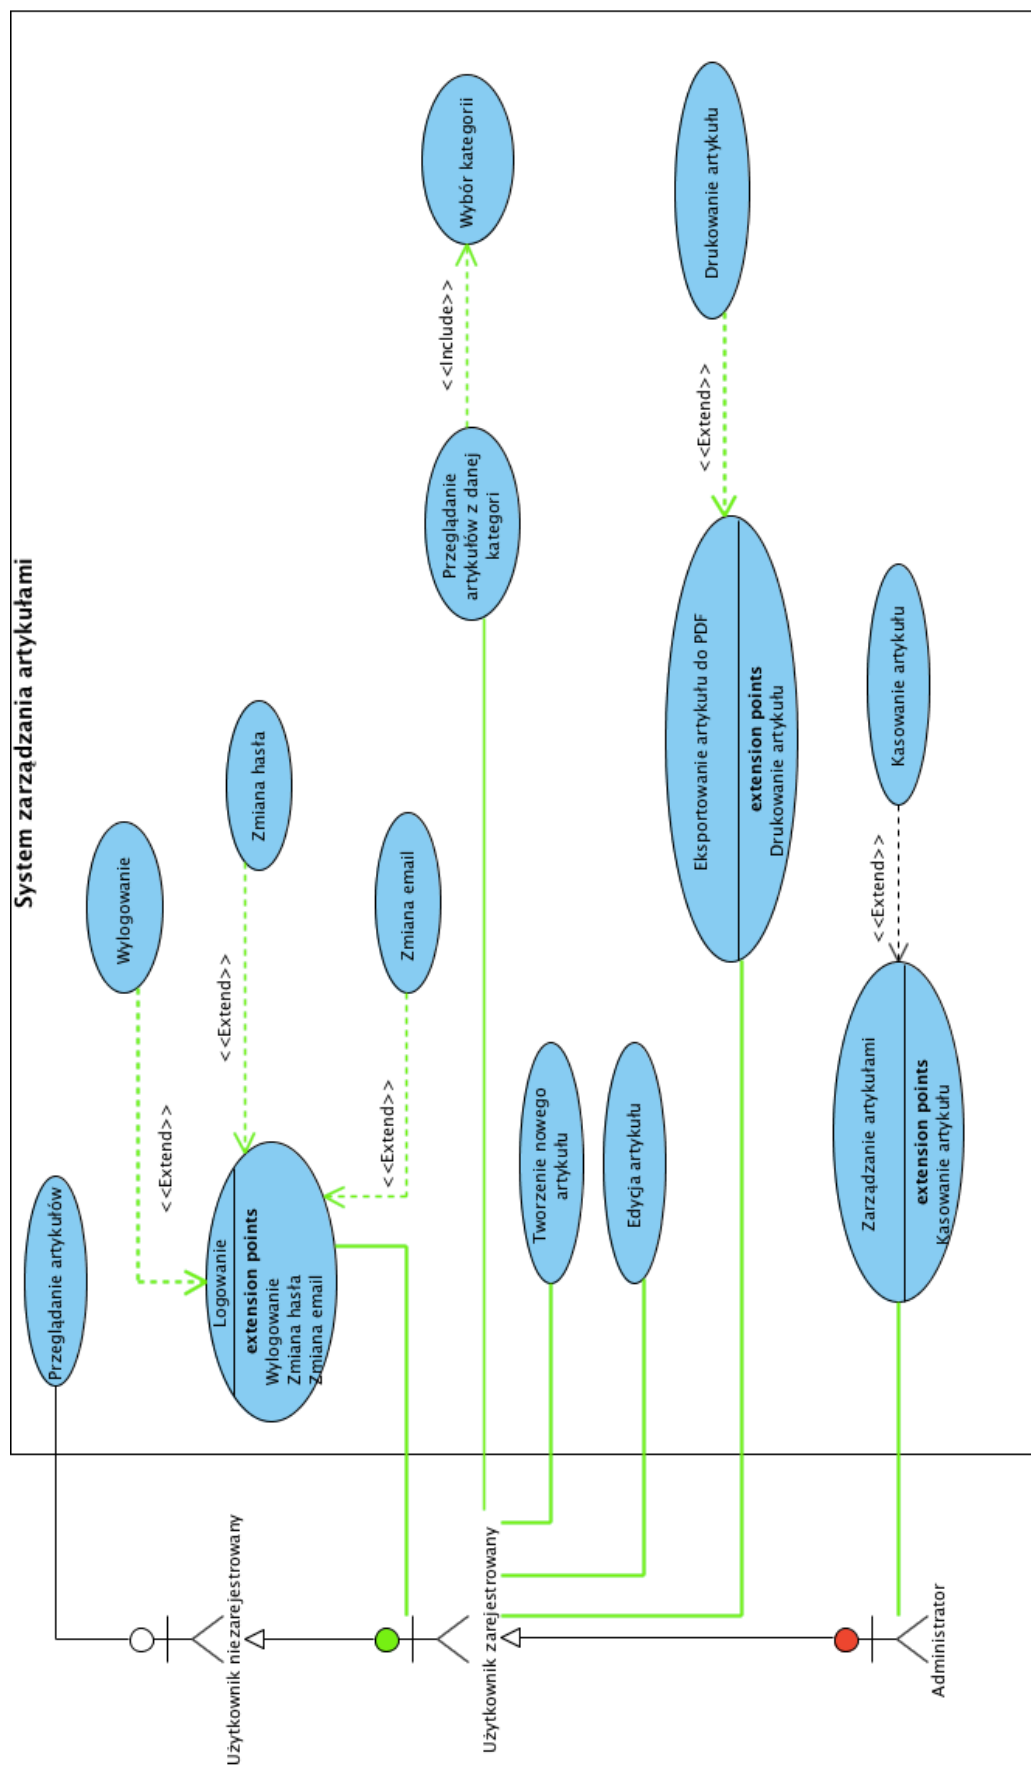 System zarządzania artykułami
Przeglądanie artykułów
Wylogowanie
<<Extend>>
Zmiana hasła
<<Extend>>
Logowanie
extension points
Wylogowanie
Zmiana hasła
Zmiana email
Zmiana email
<<Extend>>
Przeglądanie
artykułów z danej
kategori
<<Include>>
Wybór kategorii
Tworzenie nowego
artykułu
Edycja artykułu
Eksportowanie artykułu do PDF
extension points
Drukowanie artykułu
<<Extend>>
Drukowanie artykułu
Zarządzanie artykułami
extension points
Kasowanie artykułu
<<Extend>>
Kasowanie artykułu
Użytkownik niezarejestrowany
Użytkownik zarejestrowany
Administrator